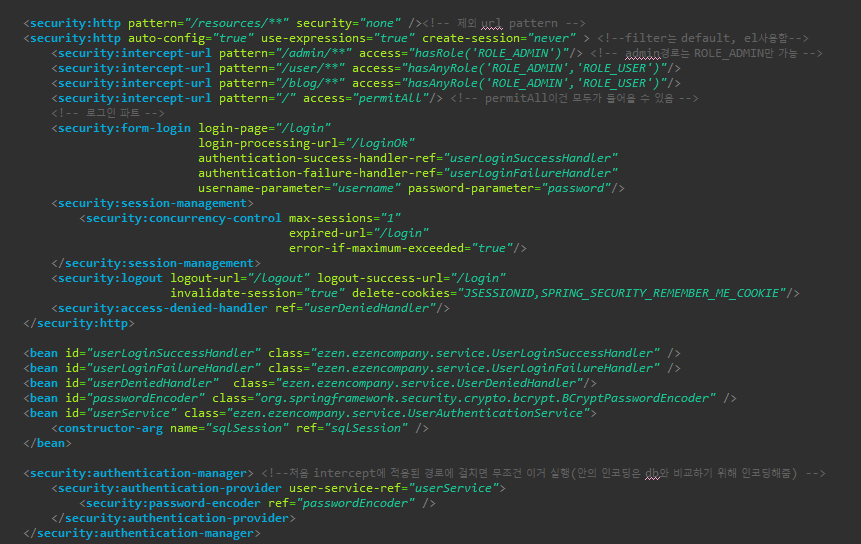 <security:http pattern="/resources/**" security="none" /><!-- 제외 url pattern -->
<security:http auto-config="true" use-expressions="true" create-session="never" > <!--filter는 default, el사용함-->
<security:intercept-url pattern="/admin/**" access="hasRole('ROLE_ADMIN')"/> <!-- admin경로는 ROLE_ADMIN만 가능 -->
<security:intercept-url pattern="/user/**" access="hasAnyRole('ROLE_ADMIN','ROLE_USER')"/>
<security:intercept-url pattern="/blog/**" access="hasAnyRole('ROLE_ADMIN','ROLE_USER')"/>
<security:intercept-url pattern="/" access="permitAll"/> <!-- permitAll이건 모두가 들어올 수 있음 -->
<!-- 로그인 파트 -->
<security:form-login login-page="/login"
login-processing-url="/loginOk"
authentication-success-handler-ref="userLoginSuccessHandler"
authentication-failure-handler-ref="userLoginFailureHandler"
username-parameter="username" password-parameter="password"/>
<security:session-management>
<security:concurrency-control max-sessions="1"
expired-url="/login"
error-if-maximum-exceeded="true"/>
</security:session-management>
<security:logout logout-url="/logout" logout-success-url="/login"
invalidate-session="true" delete-cookies="JSESSIONID,SPRING_SECURITY_REMEMBER_ME_COOKIE"/>
<security:access-denied-handler ref="userDeniedHandler"/>
</security:http>
<bean id="userLoginSuccessHandler" class="ezen.ezencompany.service.UserLoginSuccessHandler" />
<bean id="userLoginFailureHandler" class="ezen.ezencompany.service.UserLoginFailureHandler" />
<bean id="userDeniedHandler"  class="ezen.ezencompany.service.UserDeniedHandler"/>
<bean id="passwordEncoder" class="org.springframework.security.crypto.bcrypt.BCryptPasswordEncoder" />
<bean id="userService" class="ezen.ezencompany.service.UserAuthenticationService">
<constructor-arg name="sqlSession" ref="sqlSession" />
</bean>
<security:authentication-manager> <!--처음 intercept에 적용된 경로에 걸지면 무조건 이거 실행(안의 인코딩은 db와 비교하기 위해 인코딩해줌) -->
<security:authentication-provider user-service-ref="userService">
<security:password-encoder ref="passwordEncoder" />
</security:authentication-provider>
</security:authentication-manager>